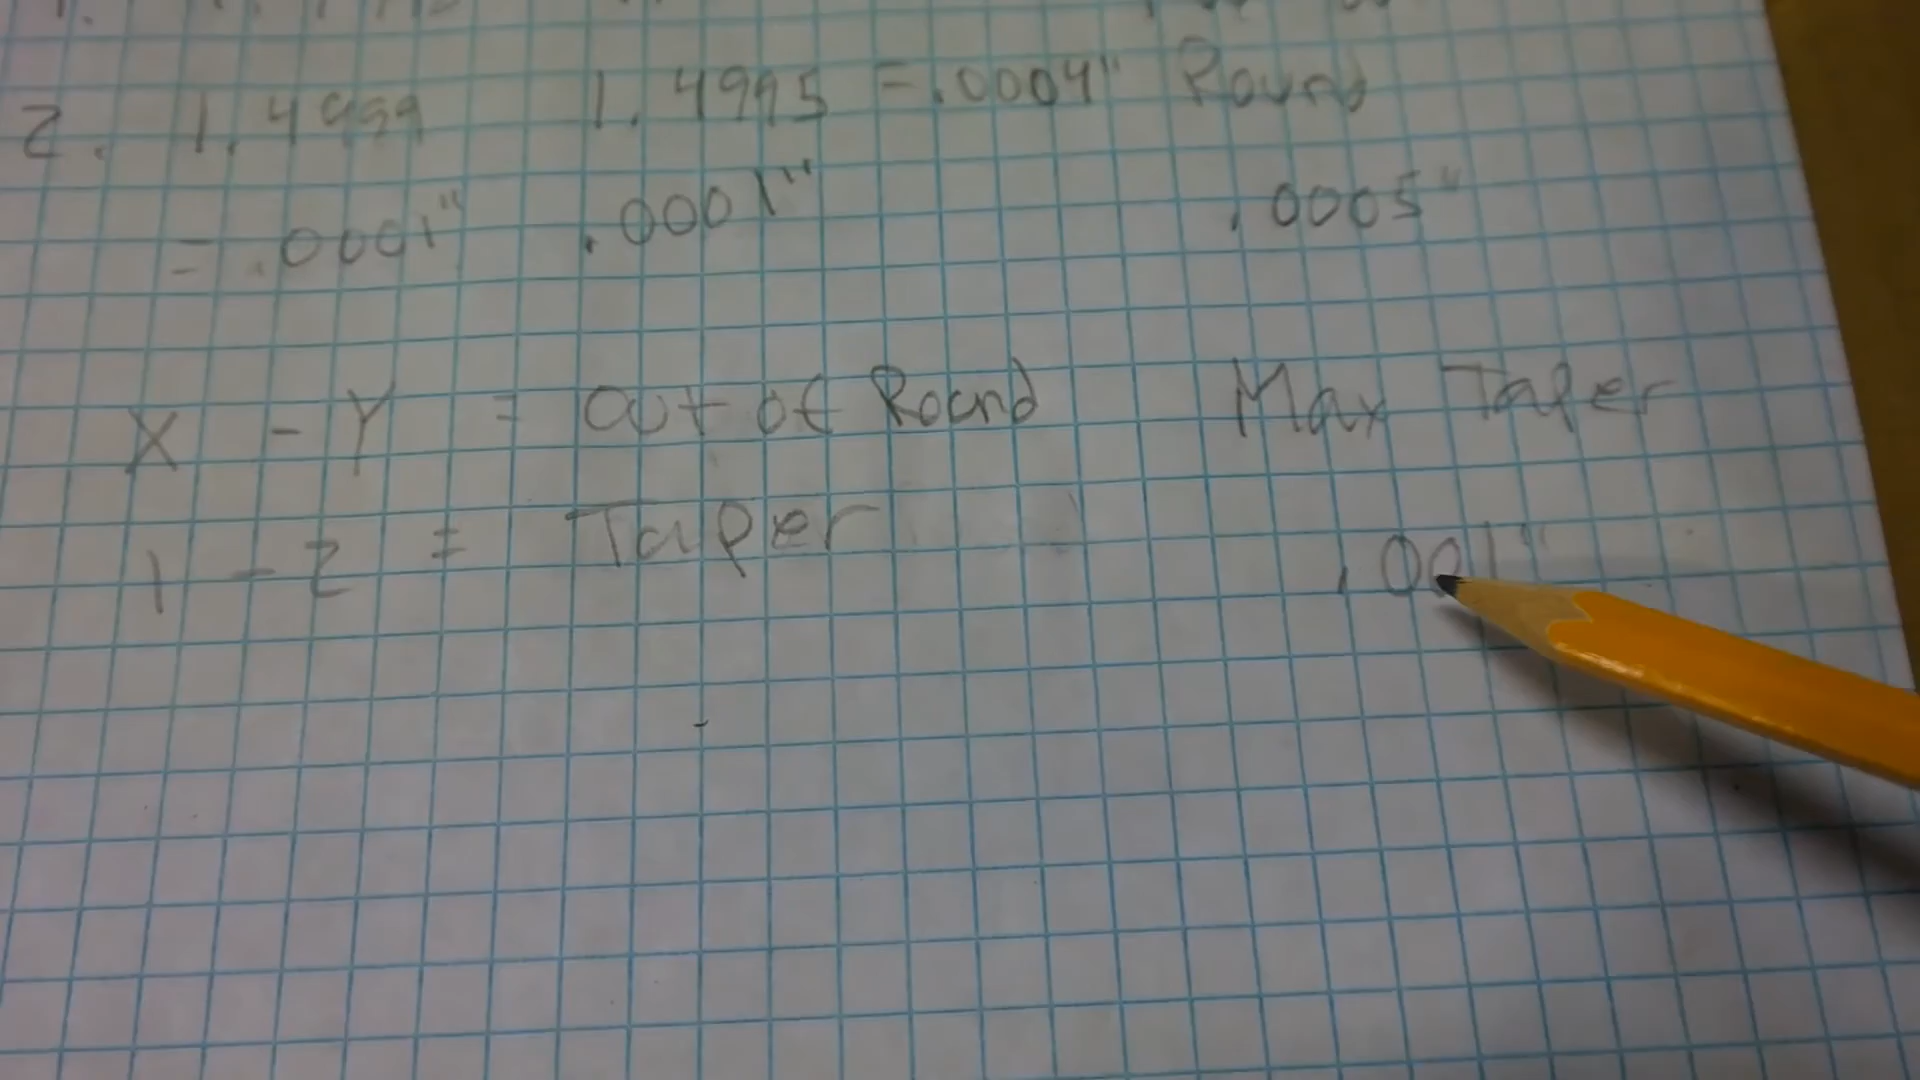 2. 1.4999 1.4995 = .0004" Round
= .0001" .0001" .0005"
X - Y = Out of Round Max Taper
1 - 2 = Taper .001"